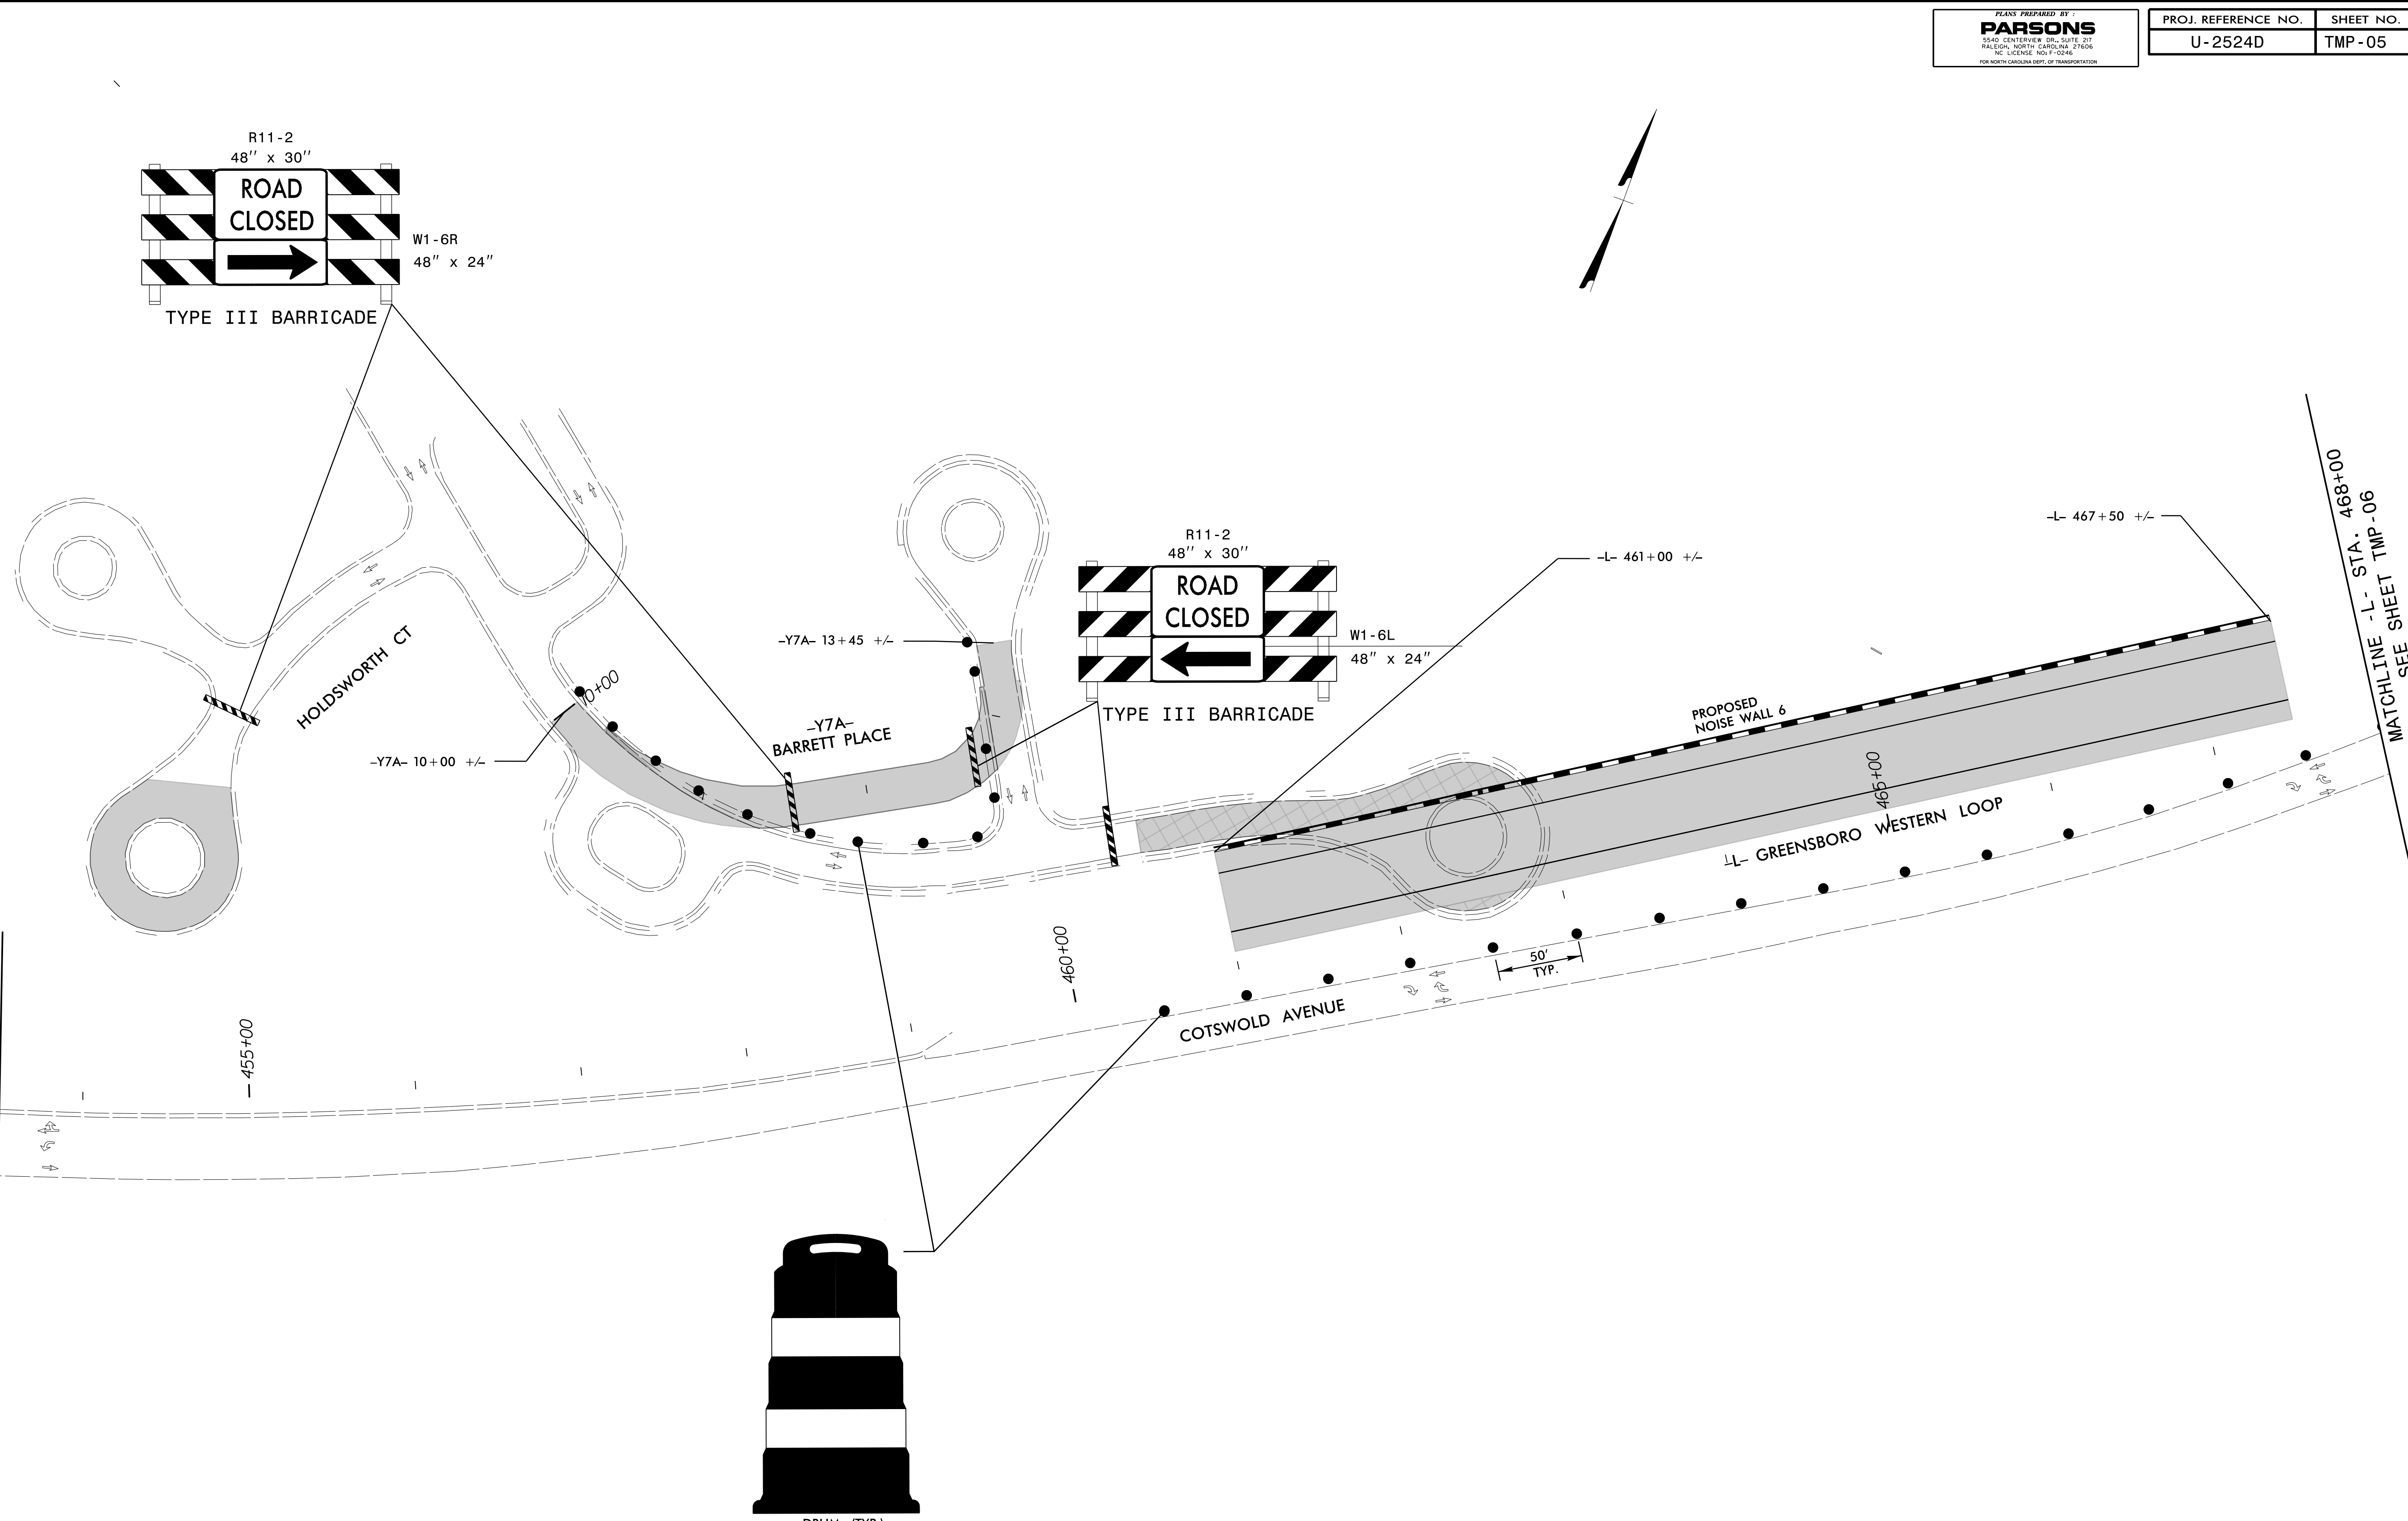 PLANS PREPARED BY :
PARSONS
5540 CENTERVIEW DR., SUITE 217
RALEIGH, NORTH CAROLINA 27606
NC LICENSE NO: F-0246
FOR NORTH CAROLINA DEPT. OF TRANSPORTATION
PROJ. REFERENCE NO.
SHEET NO.
U-2524D
TMP-05
R11-2
48" x 30"
ROAD
CLOSED
W1-6R
48" x 24"
TYPE III BARRICADE
R11-2
48" x 30"
ROAD
CLOSED
W1-6L
48" x 24"
TYPE III BARRICADE
-L- 461+00 +/-
-L- 467+50 +/-
MATCHLINE -L- STA. 468+00
SEE SHEET TMP-06
-Y7A- 13+45 +/-
HOLDSWORTH CT
0+00
-Y7A-
BARRETT PLACE
-Y7A- 10+00 +/-
PROPOSED
NOISE WALL 6
465+00
-L- GREENSBORO WESTERN LOOP
460+00
50'
TYP.
COTSWOLD AVENUE
455+00
DRUM (TYP.)